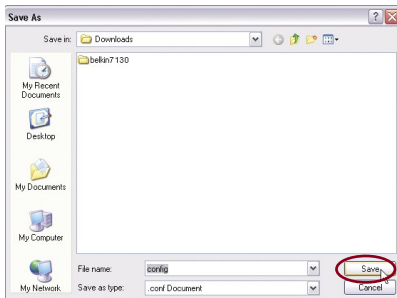 Save As
Save in:
Downloads
belkin7130
My Recent
Documents
Desktop
My Documents
My Computer
My Network
File name:
config
Save
Save as type:
.conf Document
Cancel